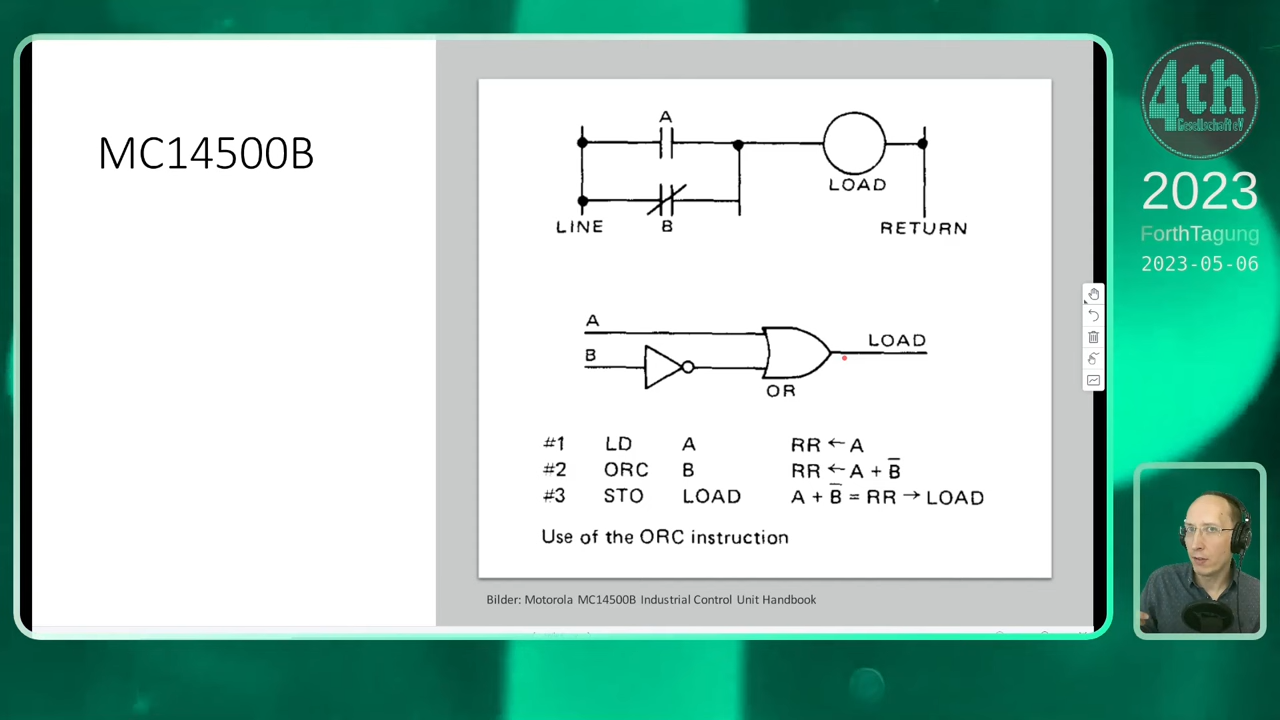 MC14500B
A
LOAD
LINE
B
RETURN
A
B
LOAD
OR
#1 LD A RR ← A
#2 ORC B RR ← A + B̅
#3 STO LOAD A + B̅ = RR → LOAD
Use of the ORC instruction
Bilder: Motorola MC14500B Industrial Control Unit Handbook
4th
Gesellschaft eV
2023
ForthTagung
2023-05-06